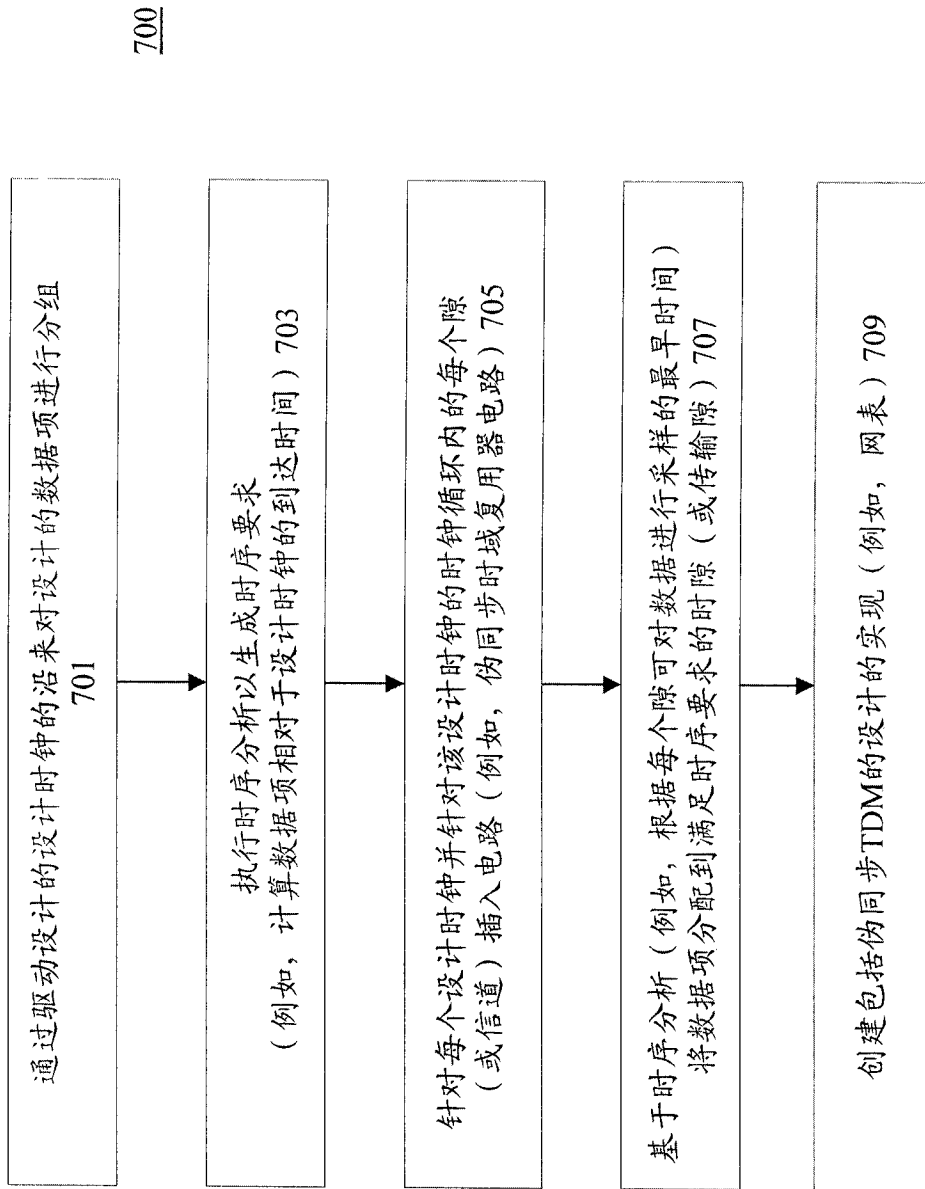 700
通过驱动设计的设计时钟的沿来对设计的数据项进行分组
701
执行时序分析以生成时序要求
（例如，计算数据项相对于设计时钟的到达时间）703
针对每个设计时钟并针对该设计时钟的时钟循环内的每个隙
（或信道）插入电路（例如，伪同步时域复用器电路）705
基于时序分析（例如，根据每个隙可对数据进行采样的最早时间）
将数据项分配到满足时序要求的时隙（或传输隙）707
创建包括伪同步TDM的设计的实现（例如，网表）709